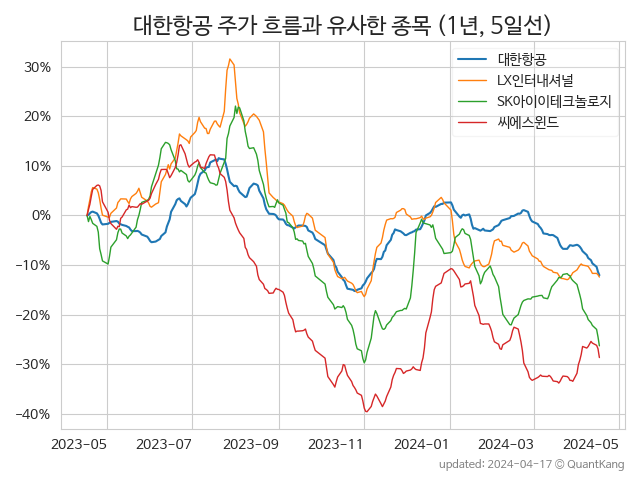 대한항공 주가 흐름과 유사한 종목 (1년, 5일선)
대한항공
LX인터내셔널
SK아이이테크놀로지
씨에스윈드
30%
20%
10%
0%
−10%
−20%
−30%
−40%
2023-05 2023-07 2023-09 2023-11 2024-01 2024-03 2024-05
updated: 2024-04-17 © QuantKang